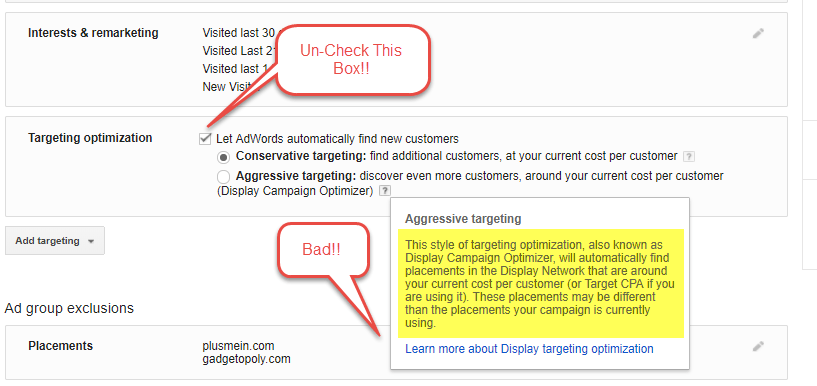 Interests & remarketing
Visited last 30
Visited Last 2
Visited last 1
New Visit
Un-Check This
Box!!
Targeting optimization
Let AdWords automatically find new customers
Conservative targeting: find additional customers, at your current cost per customer ?
Aggressive targeting: discover even more customers, around your current cost per customer
(Display Campaign Optimizer) ?
Add targeting
Bad!!
Aggressive targeting
This style of targeting optimization, also known as
Display Campaign Optimizer, will automatically find
placements in the Display Network that are around
your current cost per customer (or Target CPA if you
are using it). These placements may be different
than the placements your campaign is currently
using.
Learn more about Display targeting optimization
Ad group exclusions
Placements
plusmein.com
gadgetopoly.com